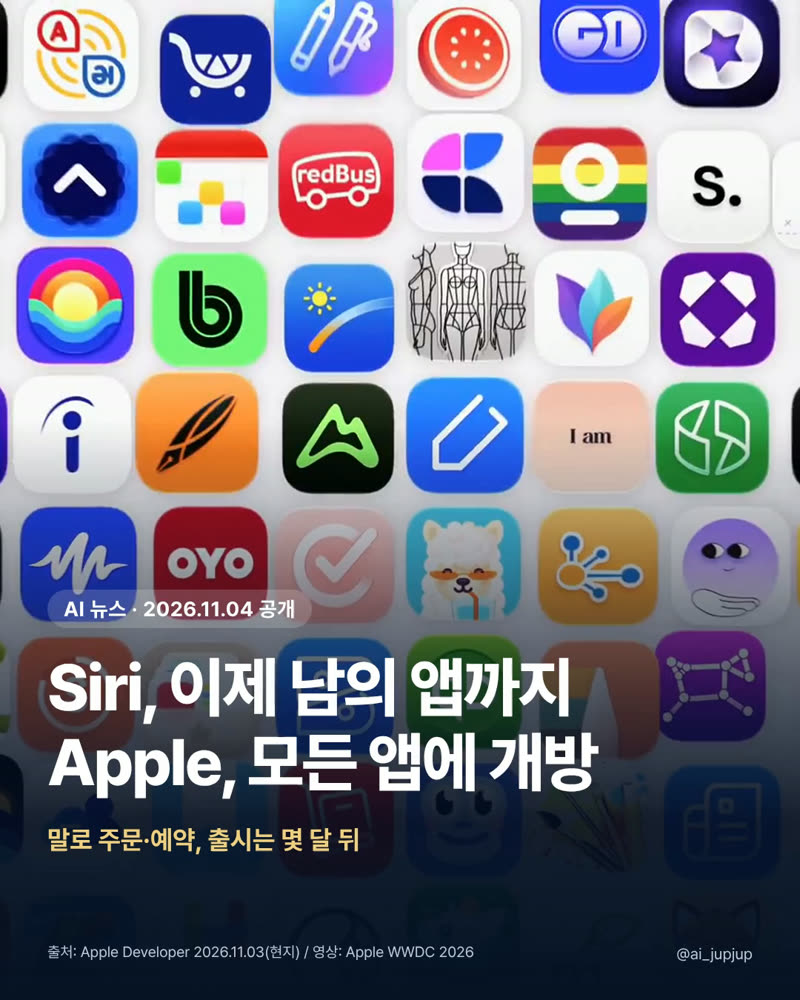 GO
redBus
S.
b
I am
OYO
AI 뉴스 · 2026.11.04 공개
Siri, 이제 남의 앱까지
Apple, 모든 앱에 개방
말로 주문·예약, 출시는 몇 달 뒤
출처: Apple Developer 2026.11.03(현지) / 영상: Apple WWDC 2026
@ai_jupjup